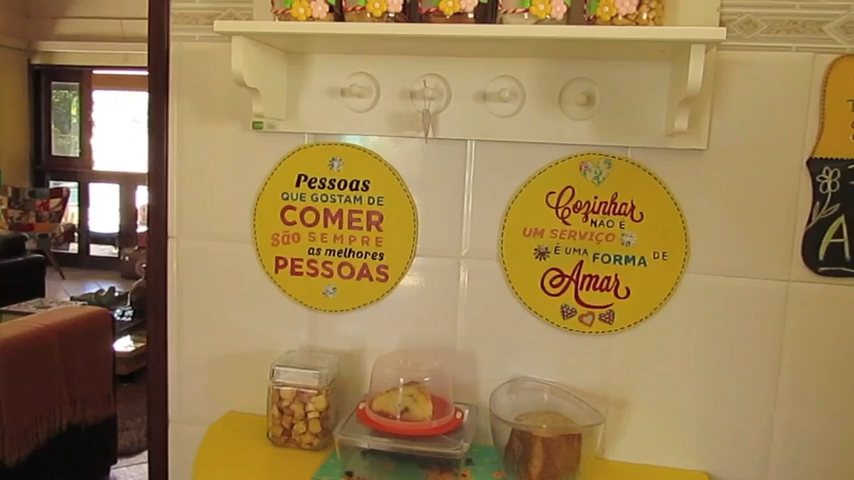 Pessoas
QUE GOSTAM DE
COMER
São SEMPRE
as melhores
PESSOAS
Cozinhar
NÃO É
UM SERVIÇO
É UMA FORMA DE
Amar